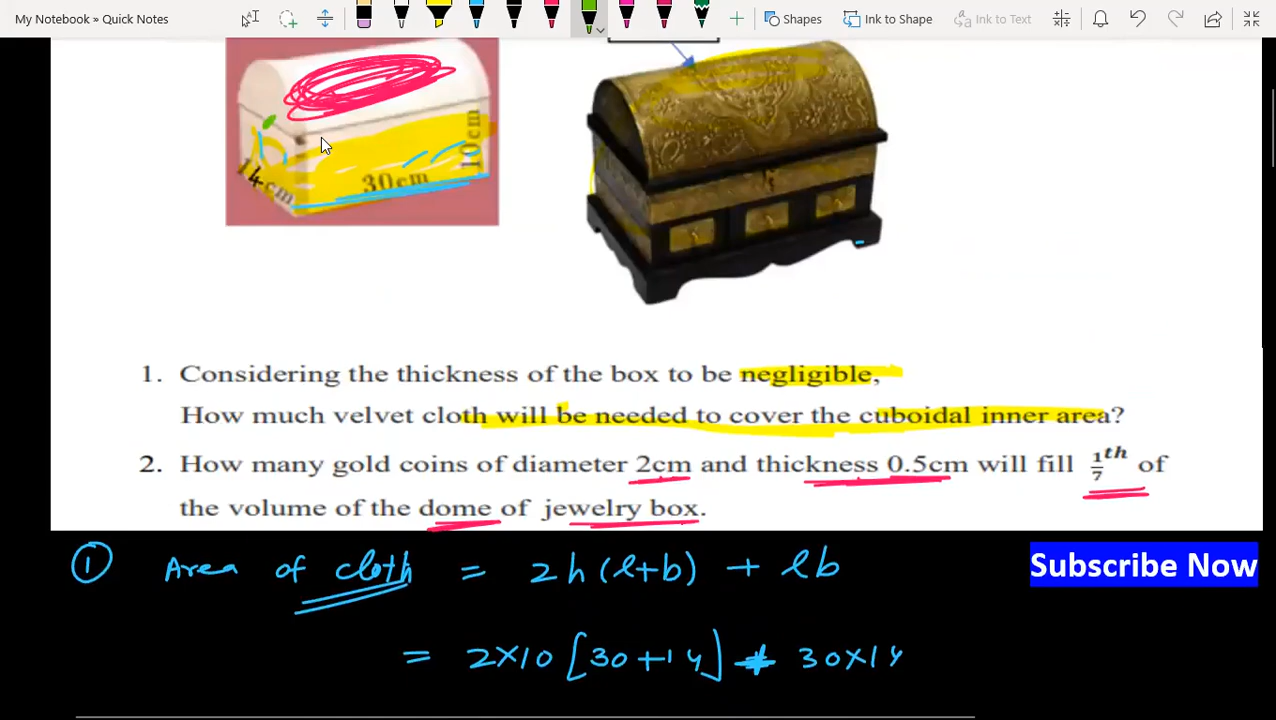 My Notebook » Quick Notes
Shapes
Ink to Shape
Ink to Text
14cm
30cm
10cm
1. Considering the thickness of the box to be negligible,
How much velvet cloth will be needed to cover the cuboidal inner area?
2. How many gold coins of diameter 2cm and thickness 0.5cm will fill 1/7 th of
the volume of the dome of jewelry box.
① Area of cloth = 2h(l+b) + lb
Subscribe Now
= 2×10[30+14] + 30×14